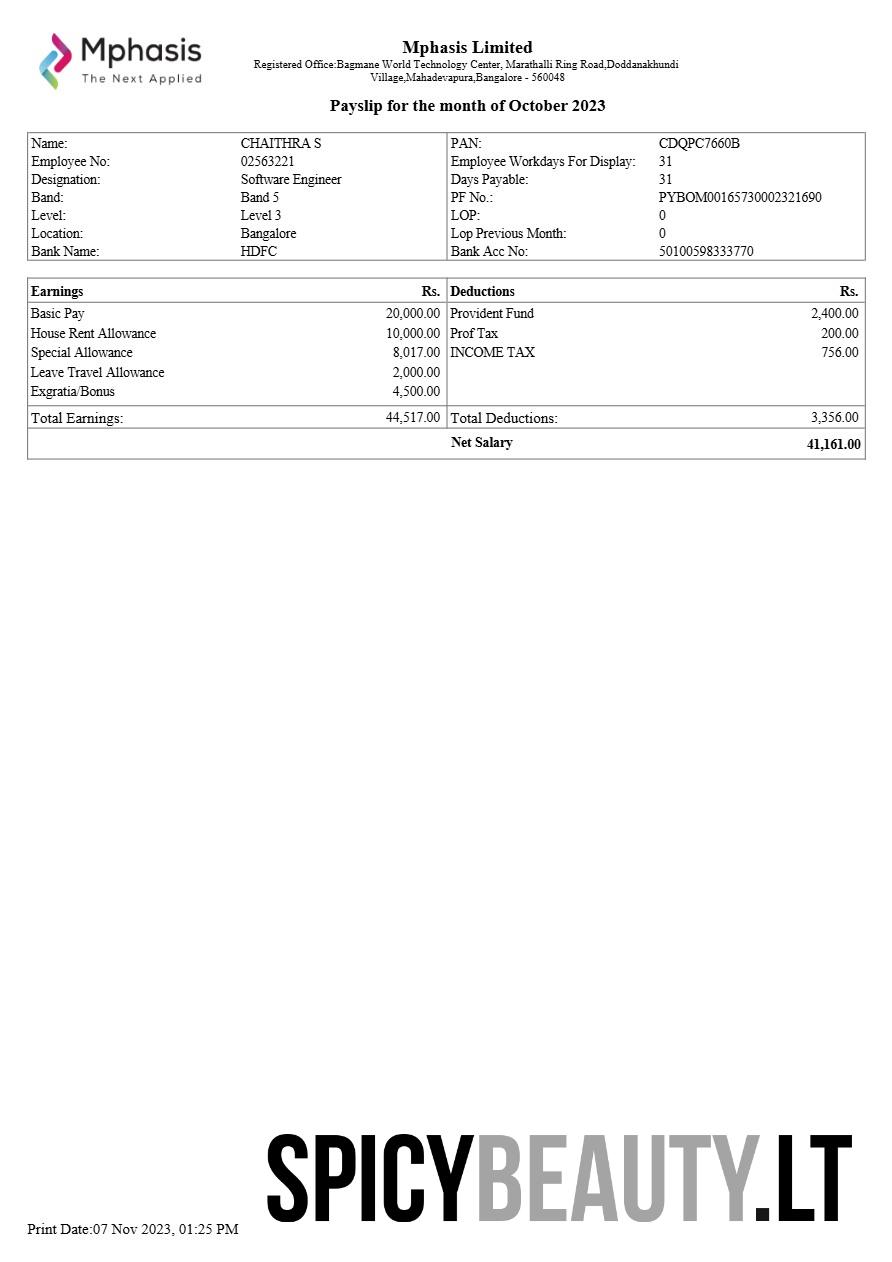 Mphasis
The Next Applied
Mphasis Limited
Registered Office:Bagmane World Technology Center, Marathalli Ring Road,Doddanakhundi
Village,Mahadevapura,Bangalore - 560048
Payslip for the month of October 2023
Name: CHAITHRA S PAN: CDQPC7660B
Employee No: 02563221 Employee Workdays For Display: 31
Designation: Software Engineer Days Payable: 31
Band: Band 5 PF No.: PYBOM00165730002321690
Level: Level 3 LOP: 0
Location: Bangalore Lop Previous Month: 0
Bank Name: HDFC Bank Acc No: 50100598333770
Earnings Rs. Deductions Rs.
Basic Pay 20,000.00 Provident Fund 2,400.00
House Rent Allowance 10,000.00 Prof Tax 200.00
Special Allowance 8,017.00 INCOME TAX 756.00
Leave Travel Allowance 2,000.00
Exgratia/Bonus 4,500.00
Total Earnings: 44,517.00 Total Deductions: 3,356.00
Net Salary 41,161.00
SPICYBEAUTY.LT
Print Date:07 Nov 2023, 01:25 PM